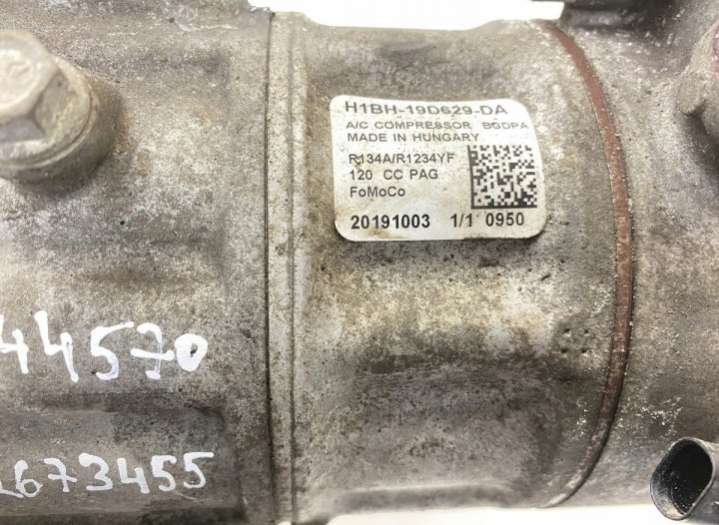 H1BH-19D629-DA
A/C COMPRESSOR BGDPA
MADE IN HUNGARY
R134A/R1234YF
120 CC PAG
FoMoCo
20191003 1/1 0950
44570
673455